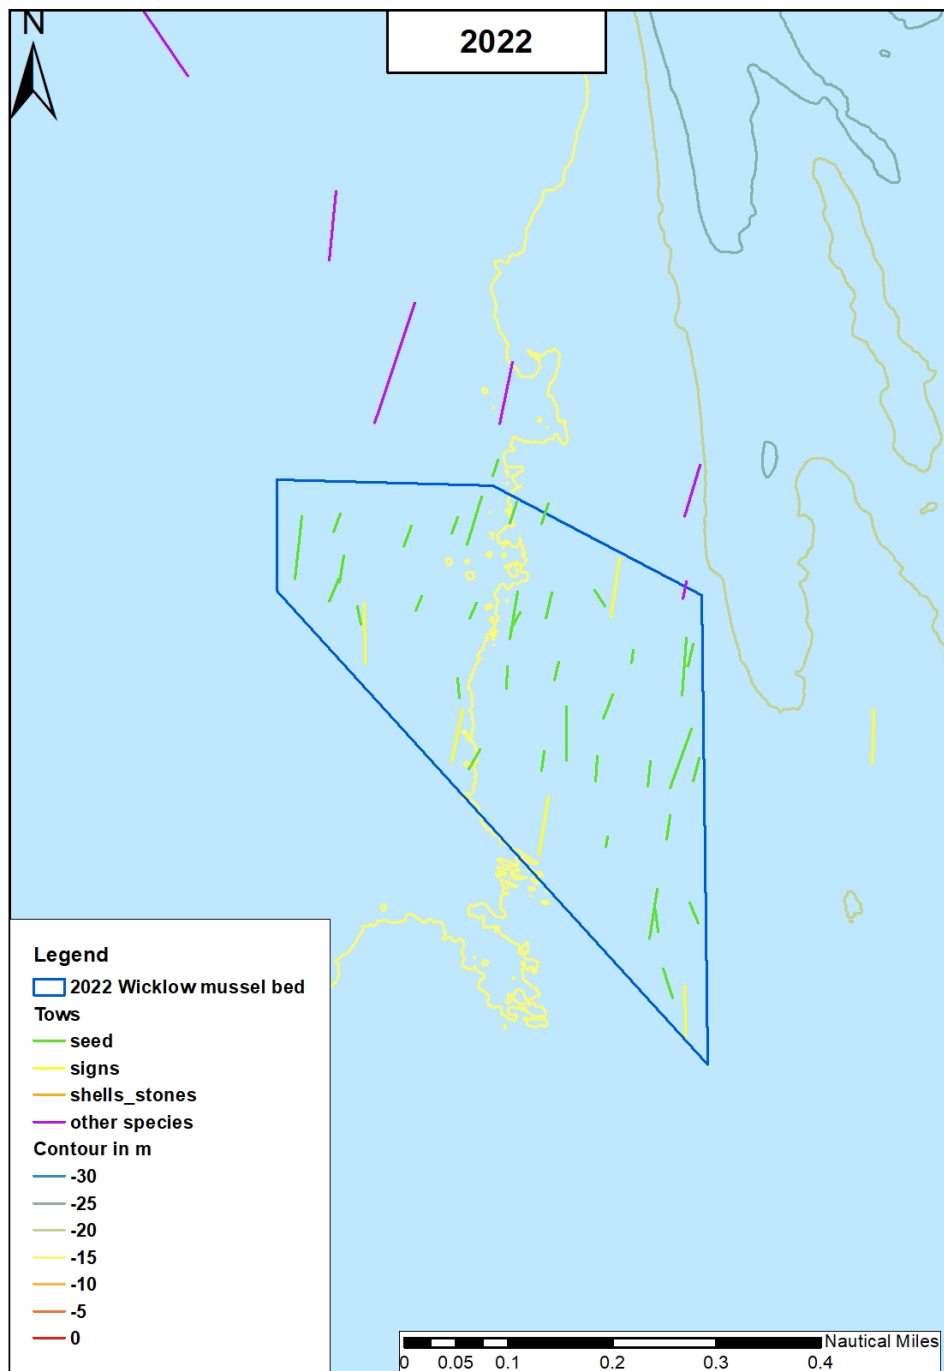 N
2022
Legend
2022 Wicklow mussel bed
Tows
seed
signs
shells_stones
other species
Contour in m
-30
-25
-20
-15
-10
-5
0
Nautical Miles
0 0.05 0.1 0.2 0.3 0.4